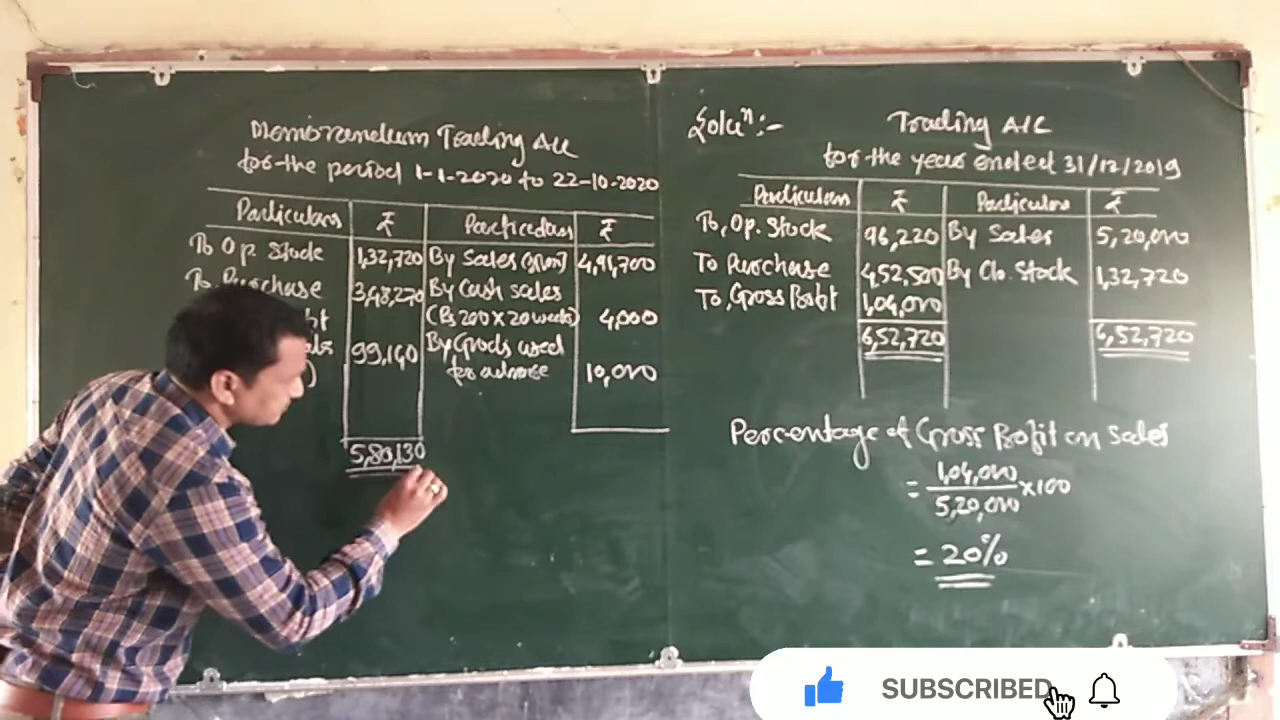 Memorandum Trading A/c
for the period 1-1-2020 to 22-10-2020
Particulars ₹ Particulars ₹
To Op. Stock 1,32,720 By Sales 4,91,700
To Purchase 3,48,270 By Cash sales
(Rs 200 x 20 weeks) 4,000
99,140 By Goods used
for advt 10,000
5,80,130
Soluⁿ:- Trading A/C
for the year ended 31/12/2019
Particulars ₹ Particulars ₹
To, Op. Stock 96,220 By Sales 5,20,000
To Purchase 4,52,500 By Clo. Stock 1,32,720
To, Gross Profit 1,04,000
6,52,720 6,52,720
Percentage of Gross Profit on Sales
= 1,04,000 / 5,20,000 x 100
= 20%
SUBSCRIBED